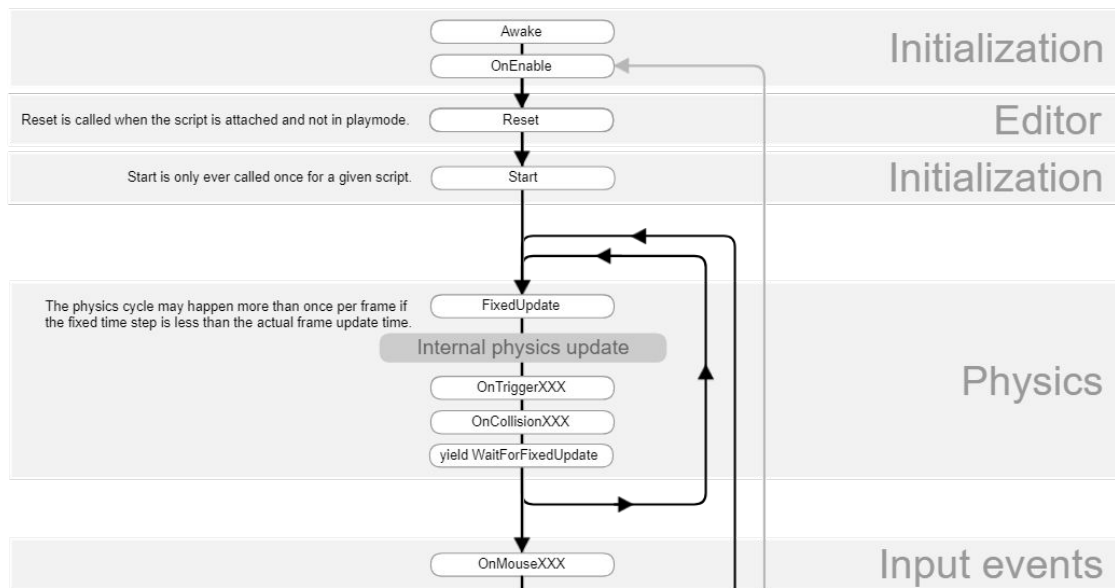 Awake
Initialization
OnEnable
Reset is called when the script is attached and not in playmode.
Reset
Editor
Start is only ever called once for a given script.
Start
Initialization
The physics cycle may happen more than once per frame if
the fixed time step is less than the actual frame update time.
FixedUpdate
Internal physics update
OnTriggerXXX
Physics
OnCollisionXXX
yield WaitForFixedUpdate
OnMouseXXX
Input events